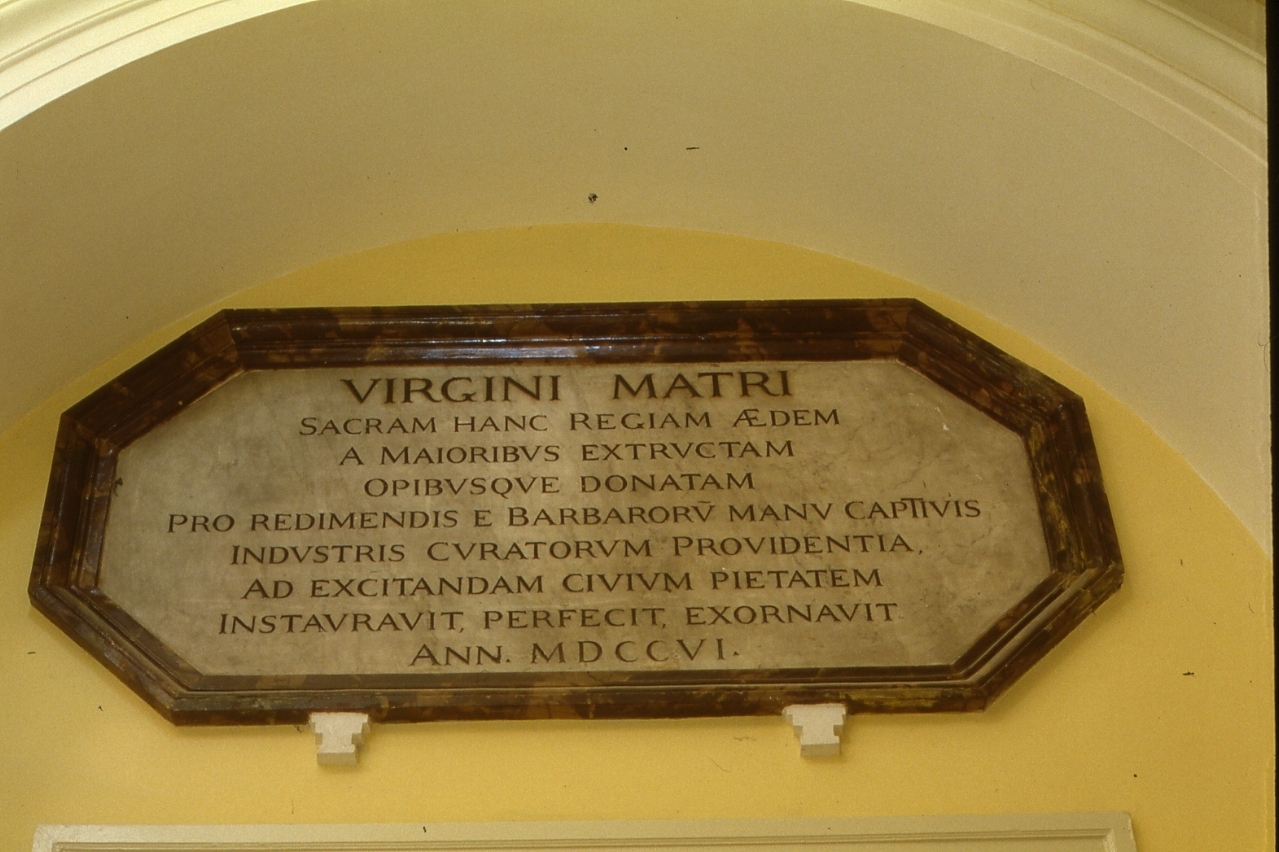 VIRGINI MATRI
SACRAM HANC REGIAM ÆDEM
A MAIORIBVS EXTRVCTAM
OPIBVSQVE DONATAM
PRO REDIMENDIS E BARBARORV̄ MANV CAPTIVIS
INDVSTRIS CVRATORVM PROVIDENTIA,
AD EXCITANDAM CIVIVM PIETATEM
INSTAVRAVIT, PERFECIT, EXORNAVIT
ANN. MDCCVI.